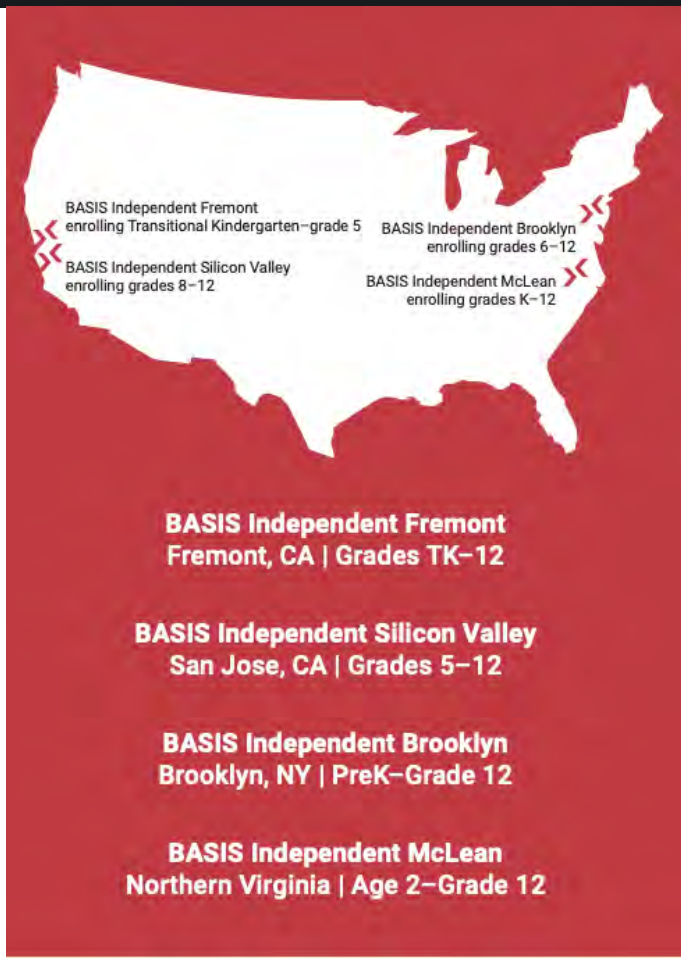 BASIS Independent Fremont
enrolling Transitional Kindergarten–grade 5
BASIS Independent Silicon Valley
enrolling grades 8–12
BASIS Independent Brooklyn
enrolling grades 6–12
BASIS Independent McLean
enrolling grades K–12
BASIS Independent Fremont
Fremont, CA | Grades TK–12
BASIS Independent Silicon Valley
San Jose, CA | Grades 5–12
BASIS Independent Brooklyn
Brooklyn, NY | PreK–Grade 12
BASIS Independent McLean
Northern Virginia | Age 2–Grade 12